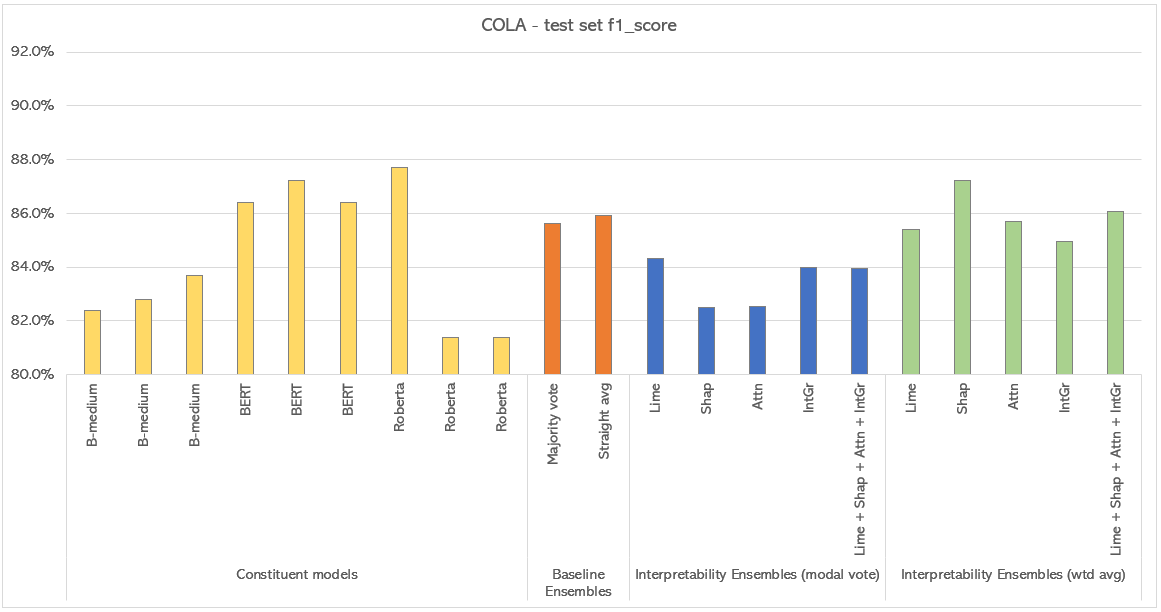 COLA - test set f1_score
92.0%
90.0%
88.0%
86.0%
84.0%
82.0%
80.0%
B-medium
B-medium
B-medium
BERT
BERT
BERT
Roberta
Roberta
Roberta
Majority vote
Straight avg
Lime
Shap
Attn
IntGr
Lime + Shap + Attn + IntGr
Lime
Shap
Attn
IntGr
Lime + Shap + Attn + IntGr
Constituent models
Baseline
Ensembles
Interpretability Ensembles (modal vote)
Interpretability Ensembles (wtd avg)